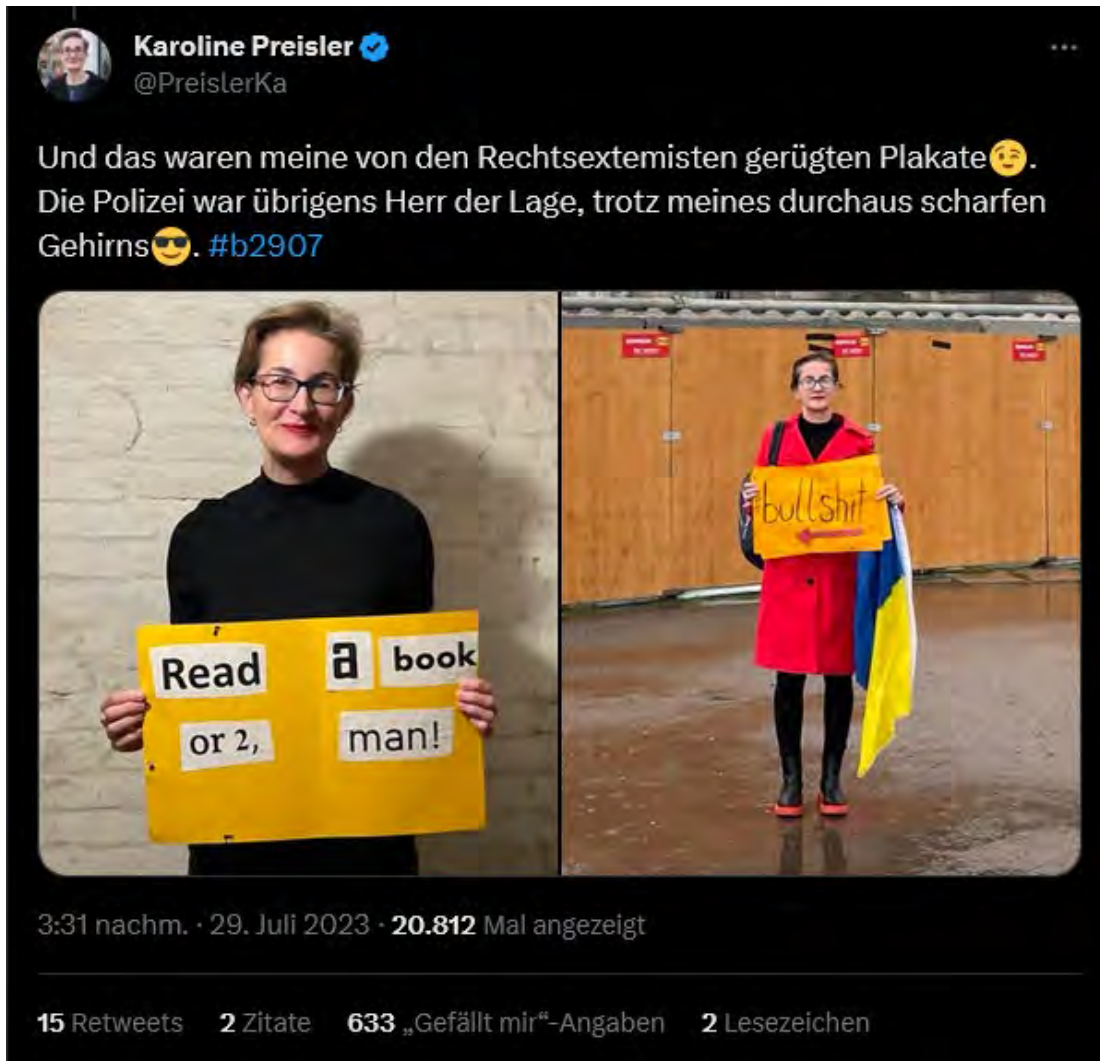 Karoline Preisler
@PreislerKa
Und das waren meine von den Rechtsextemisten gerügten Plakate😉.
Die Polizei war übrigens Herr der Lage, trotz meines durchaus scharfen
Gehirns😎. #b2907
Read a book
or 2, man!
bullshit
3:31 nachm. · 29. Juli 2023 · 20.812 Mal angezeigt
15 Retweets 2 Zitate 633 „Gefällt mir“-Angaben 2 Lesezeichen